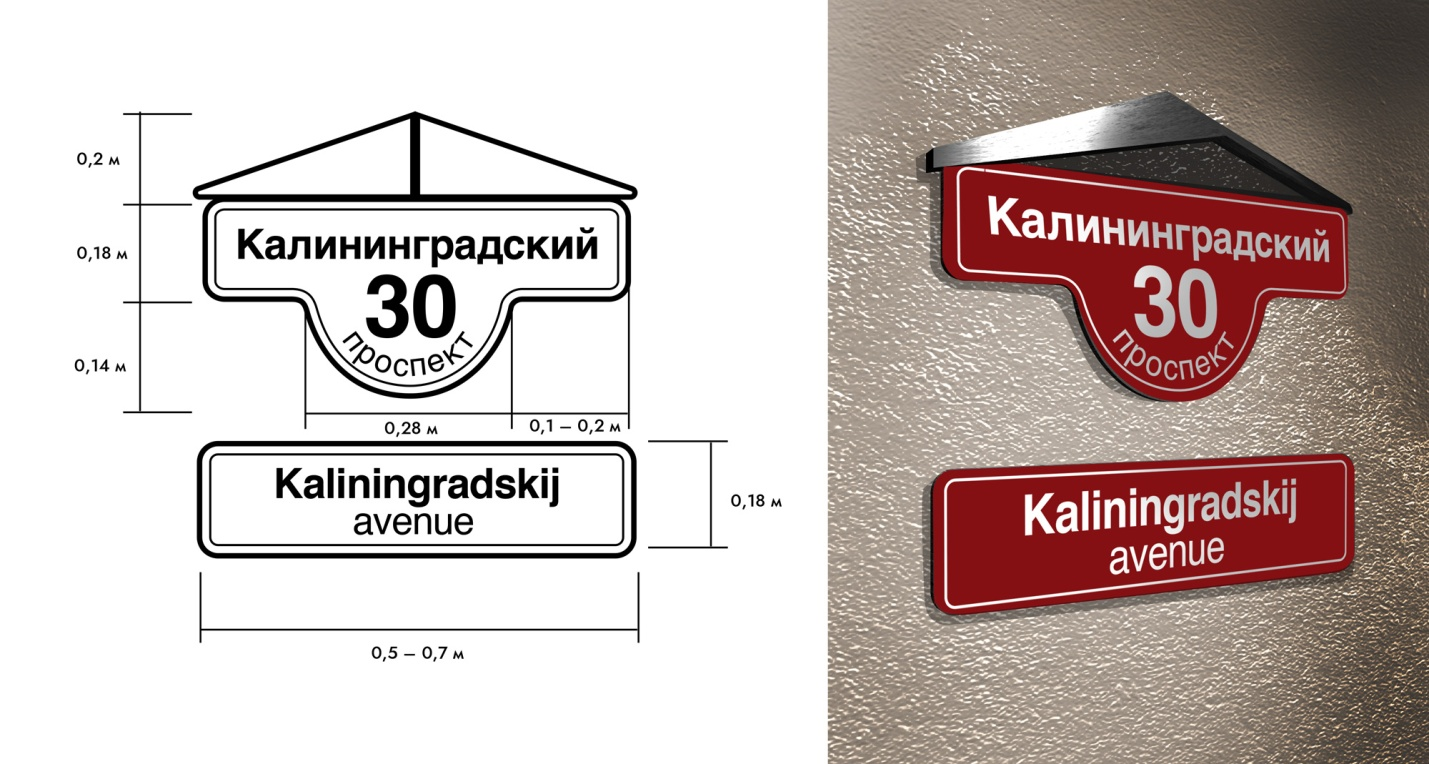 0,2 м
0,18 м
0,14 м
Калининградский
30
проспект
0,28 м
0,1 – 0,2 м
Kaliningradskij
avenue
0,18 м
0,5 – 0,7 м
Калининградский
30
проспект
Kaliningradskij
avenue